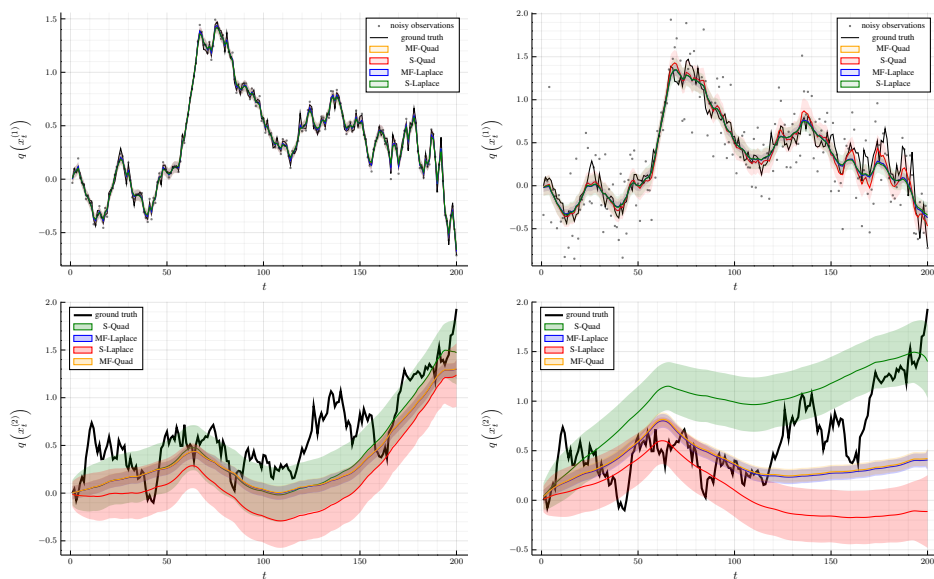 noisy observations
ground truth
MF-Quad
S-Quad
MF-Laplace
S-Laplace
1.5
1.0
0.5
0.0
−0.5
0
50
100
150
200
t
q(x_t^(1))
noisy observations
ground truth
MF-Quad
S-Quad
MF-Laplace
S-Laplace
2.0
1.5
1.0
0.5
0.0
−0.5
0
50
100
150
200
t
q(x_t^(1))
ground truth
S-Quad
MF-Laplace
S-Laplace
MF-Quad
2.0
1.5
1.0
0.5
0.0
−0.5
0
50
100
150
200
t
q(x_t^(2))
ground truth
S-Quad
MF-Laplace
S-Laplace
MF-Quad
2.0
1.5
1.0
0.5
0.0
−0.5
0
50
100
150
200
t
q(x_t^(2))